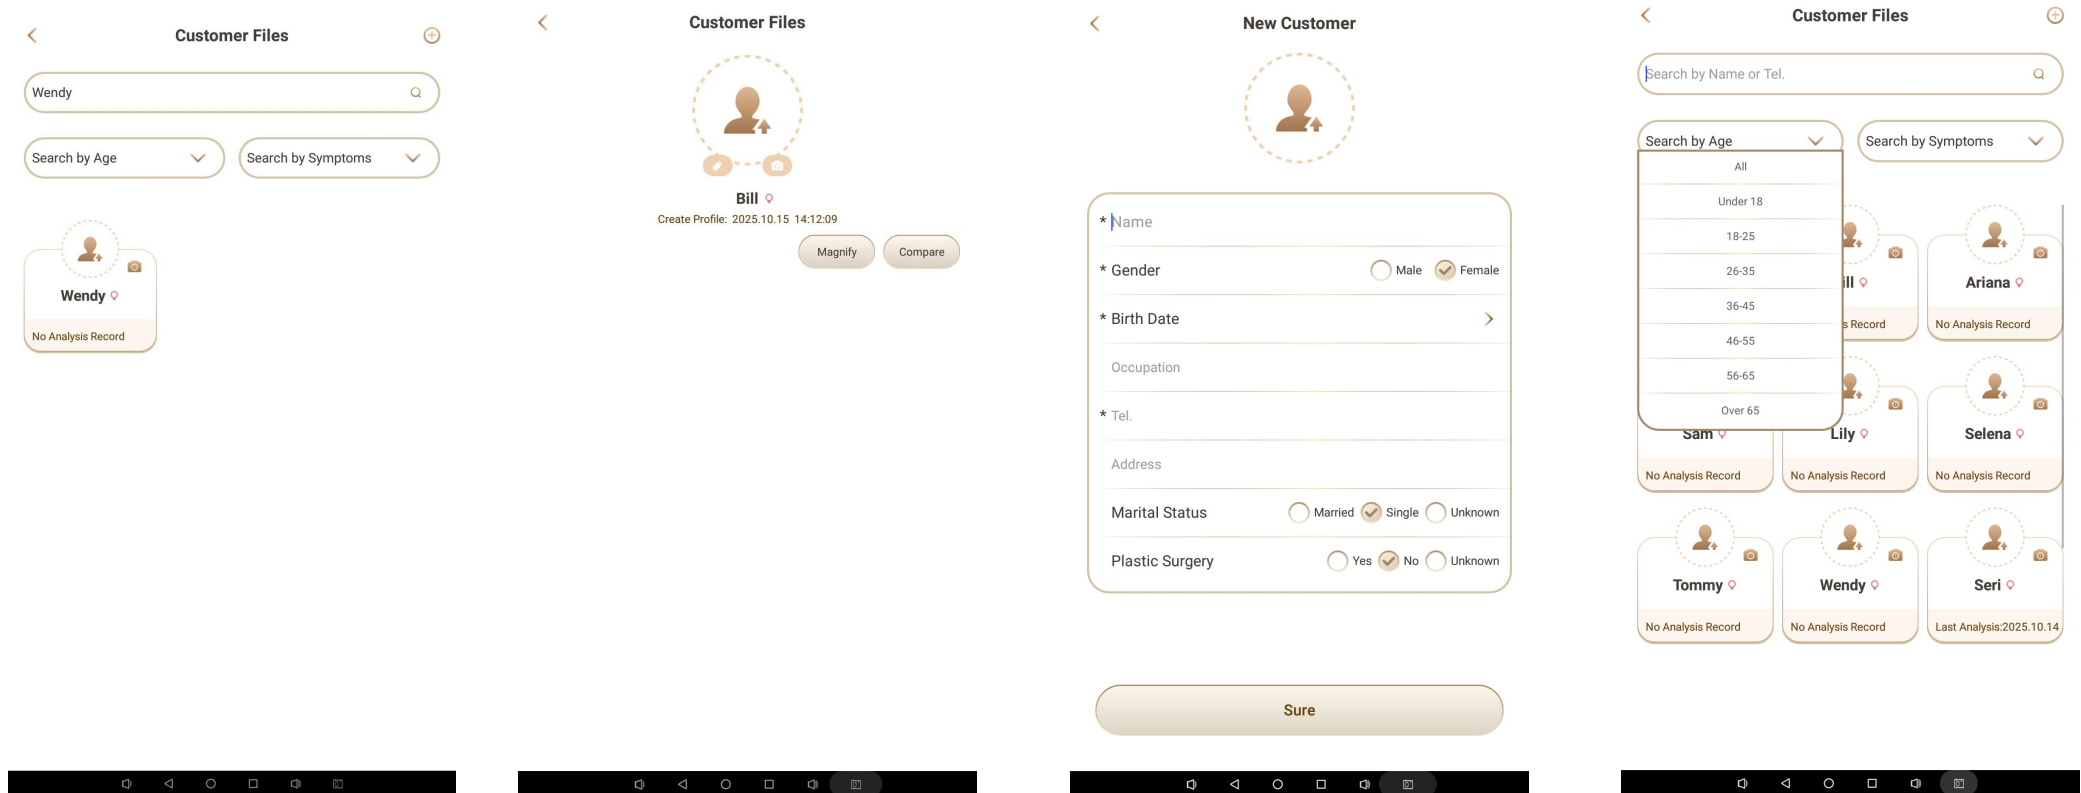 Customer Files
Wendy
Search by Age
Search by Symptoms
Wendy
No Analysis Record
Customer Files
Bill
Create Profile: 2025.10.15 14:12:09
Magnify
Compare
New Customer
* Name
* Gender
Male
Female
* Birth Date
Occupation
* Tel.
Address
Marital Status
Married
Single
Unknown
Plastic Surgery
Yes
No
Unknown
Sure
Customer Files
Search by Name or Tel.
Search by Age
Search by Symptoms
All
Under 18
18-25
26-35
36-45
46-55
56-65
Over 65
ill
Ariana
s Record
No Analysis Record
Sam
Lily
Selena
No Analysis Record
No Analysis Record
No Analysis Record
Tommy
Wendy
Seri
No Analysis Record
No Analysis Record
Last Analysis:2025.10.14